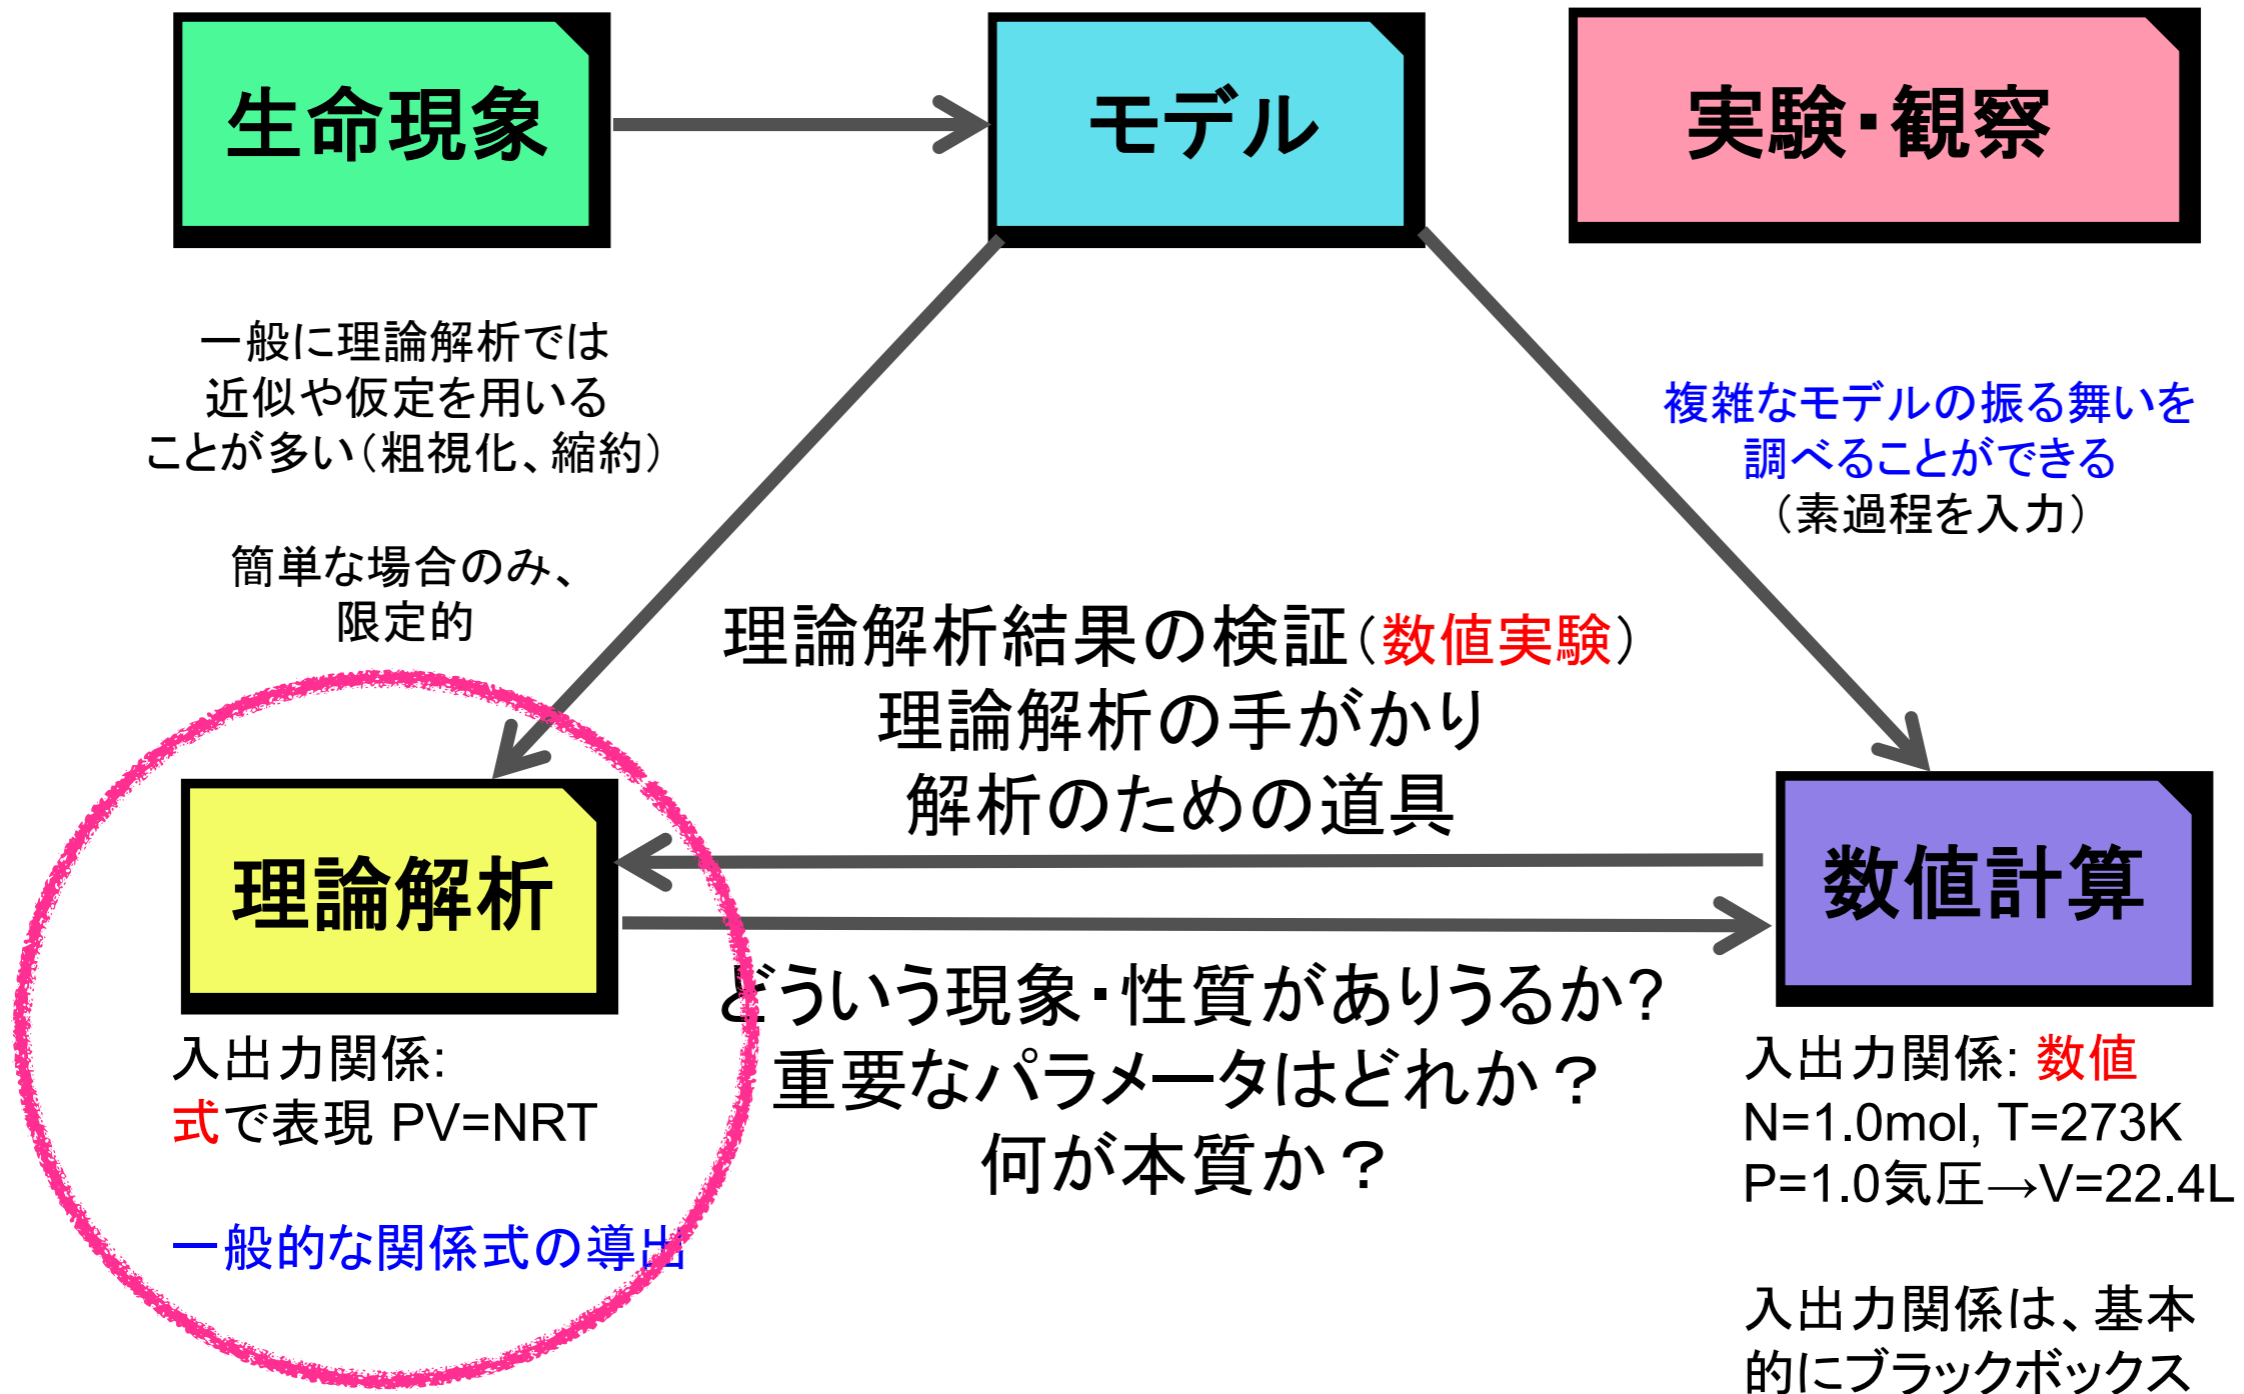 生命現象
モデル
実験・観察
一般に理論解析では
近似や仮定を用いる
ことが多い（粗視化、縮約）
簡単な場合のみ、
限定的
複雑なモデルの振る舞いを
調べることができる
（素過程を入力）
理論解析結果の検証（数値実験）
理論解析の手がかり
解析のための道具
理論解析
数値計算
どういう現象・性質がありうるか?
重要なパラメータはどれか？
何が本質か？
入出力関係:
式で表現 PV=NRT
一般的な関係式の導出
入出力関係: 数値
N=1.0mol, T=273K
P=1.0気圧→V=22.4L
入出力関係は、基本
的にブラックボックス